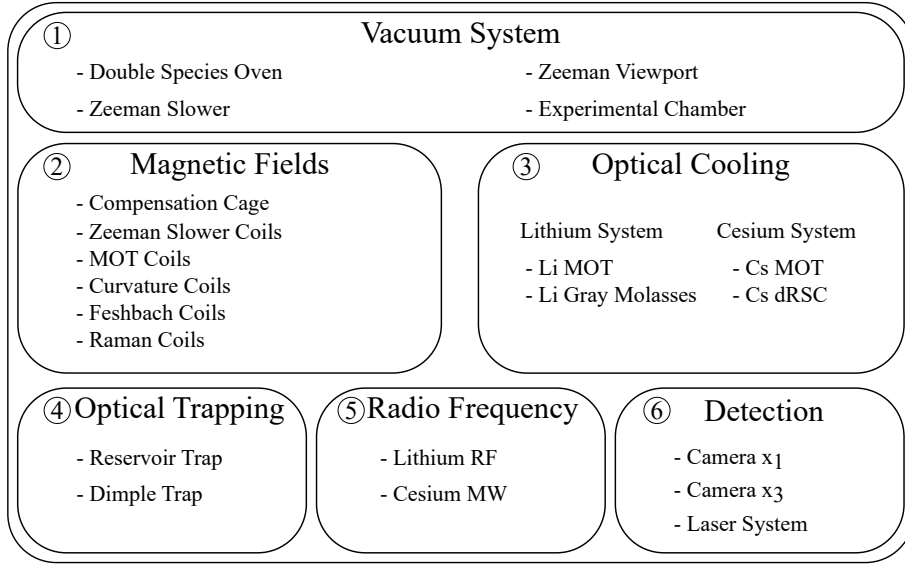 ① Vacuum System
- Double Species Oven
- Zeeman Slower
- Zeeman Viewport
- Experimental Chamber
② Magnetic Fields
- Compensation Cage
- Zeeman Slower Coils
- MOT Coils
- Curvature Coils
- Feshbach Coils
- Raman Coils
③ Optical Cooling
Lithium System
- Li MOT
- Li Gray Molasses
Cesium System
- Cs MOT
- Cs dRSC
④ Optical Trapping
- Reservoir Trap
- Dimple Trap
⑤ Radio Frequency
- Lithium RF
- Cesium MW
⑥ Detection
- Camera x₁
- Camera x₃
- Laser System